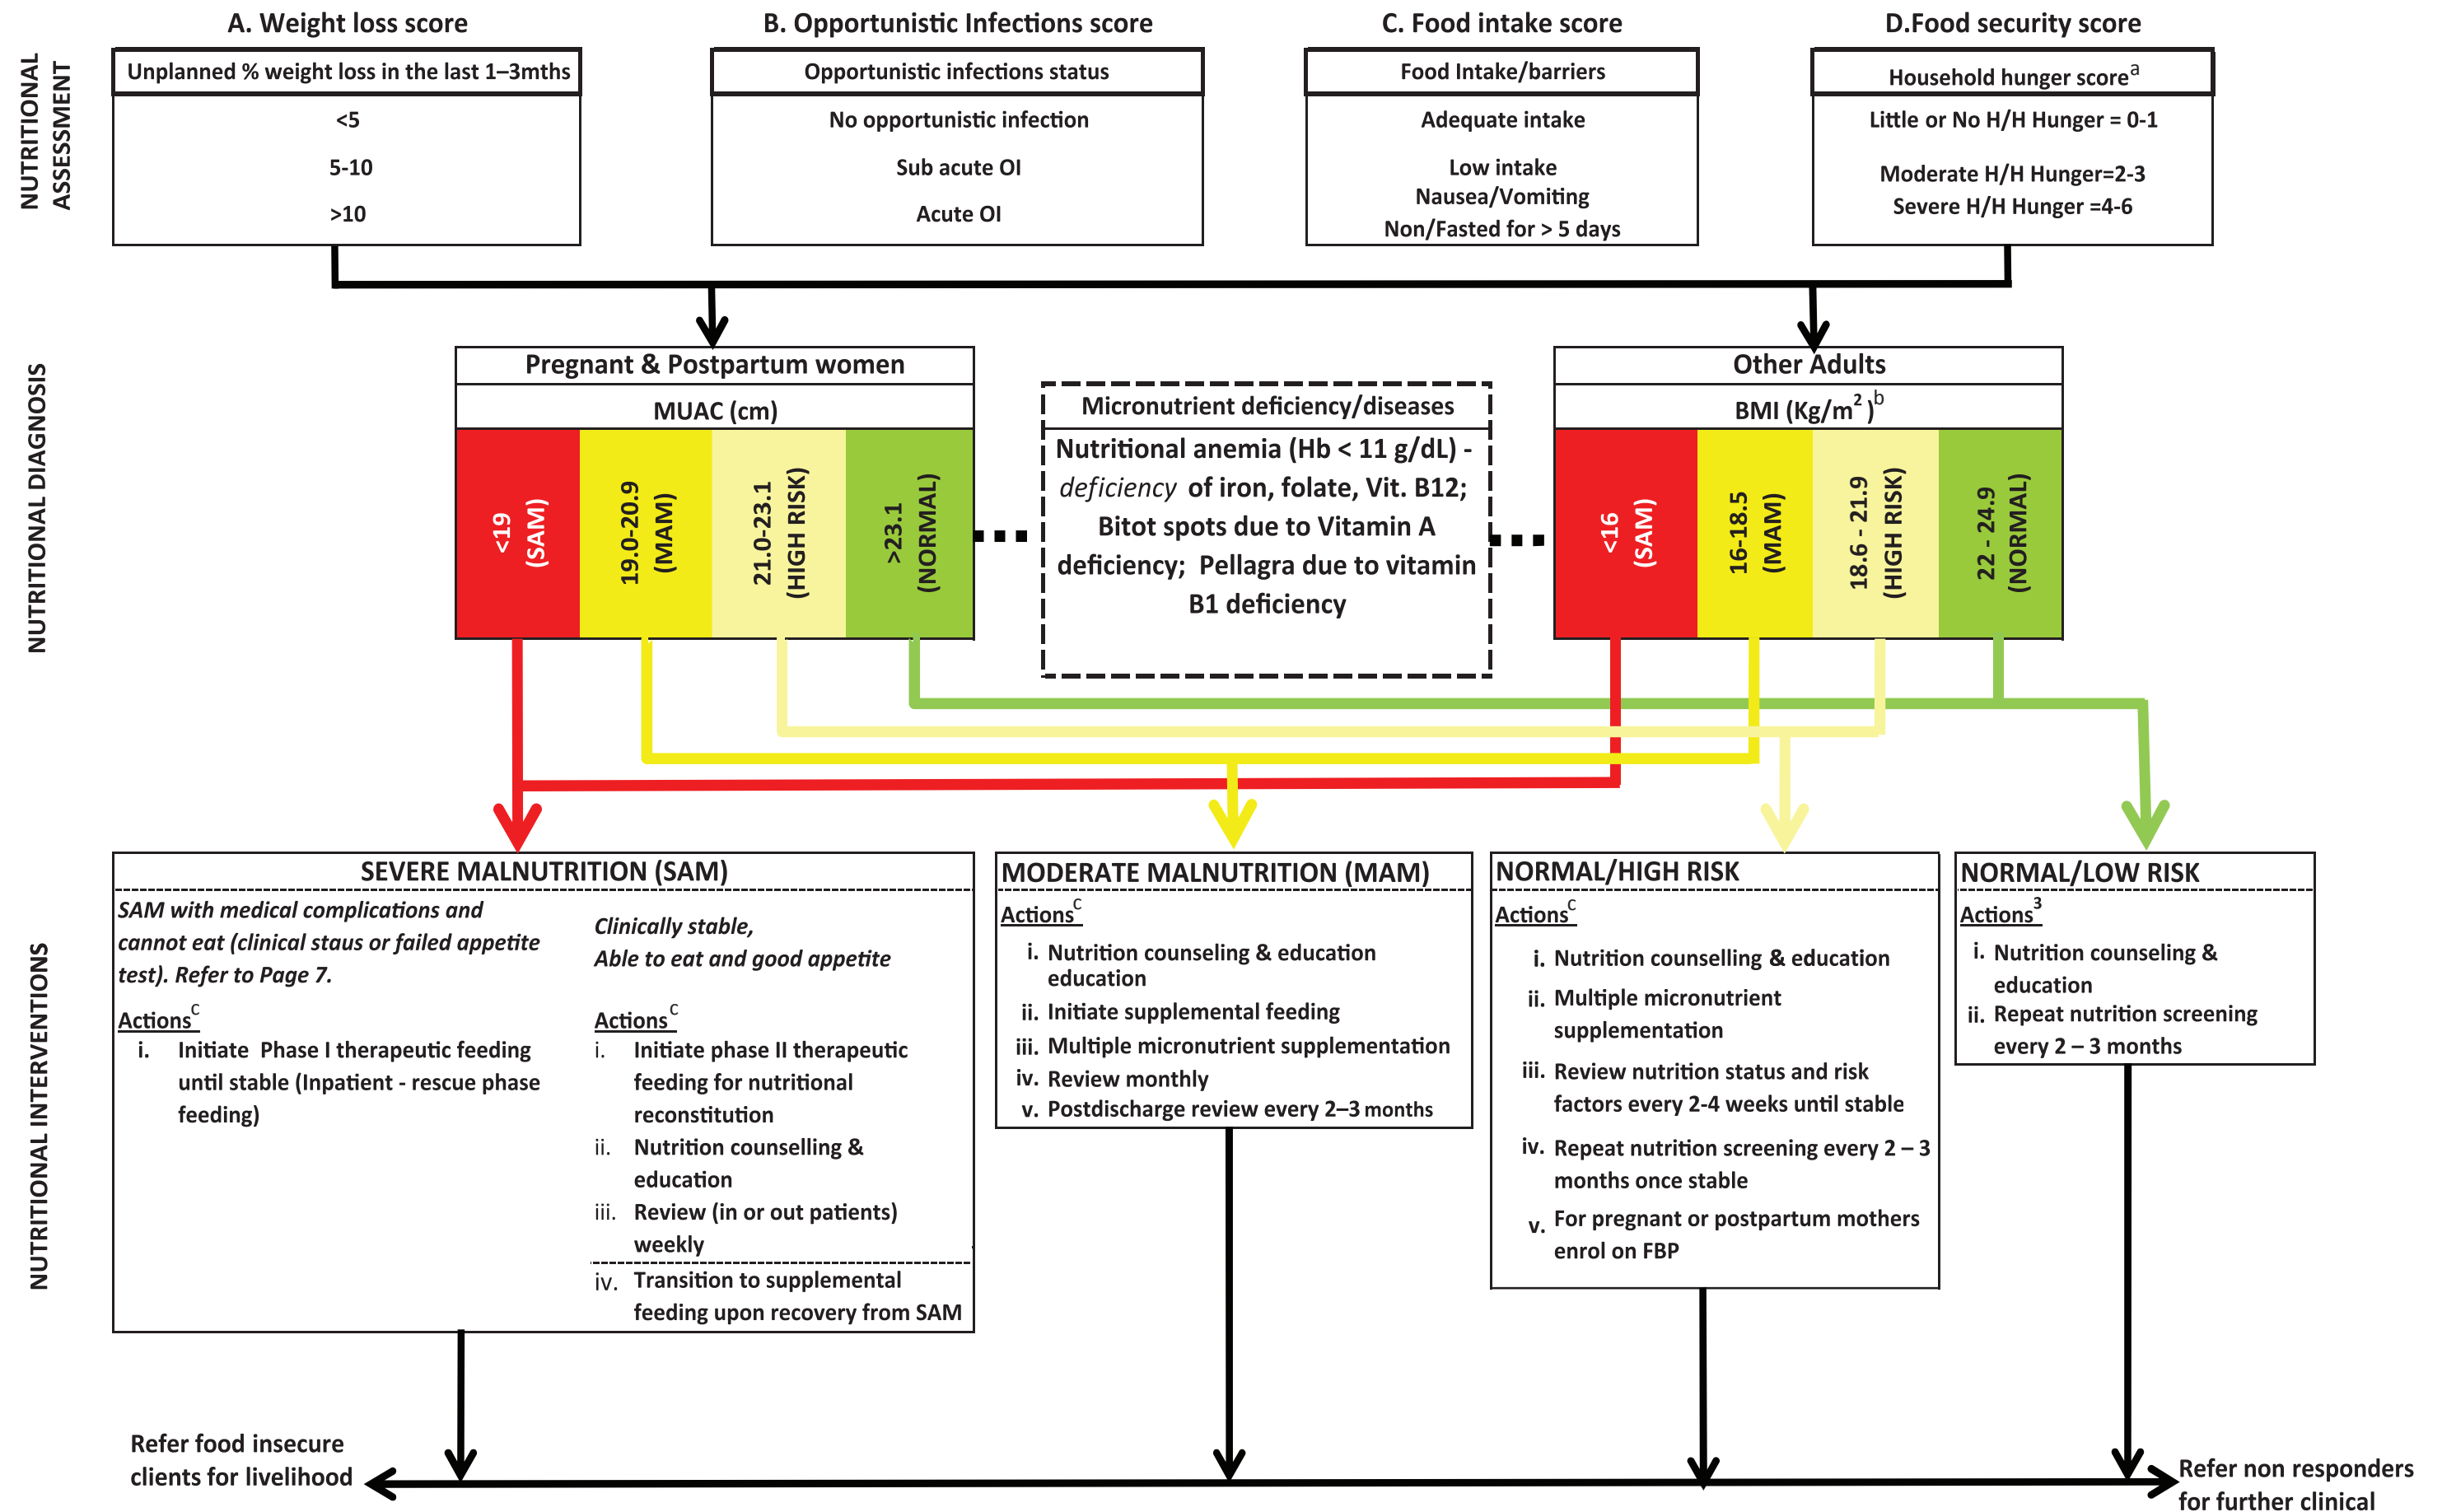 A. Weight loss score
B. Opportunistic Infections score
C. Food intake score
D.Food security score
NUTRITIONAL
ASSESSMENT
Unplanned % weight loss in the last 1–3mths
<5
5-10
>10
Opportunistic infections status
No opportunistic infection
Sub acute OI
Acute OI
Food Intake/barriers
Adequate intake
Low intake
Nausea/Vomiting
Non/Fasted for > 5 days
Household hunger score a
Little or No H/H Hunger = 0-1
Moderate H/H Hunger=2-3
Severe H/H Hunger =4-6
NUTRITIONAL DIAGNOSIS
Pregnant & Postpartum women
MUAC (cm)
<19
(SAM)
19.0-20.9
(MAM)
21.0-23.1
(HIGH RISK)
>23.1
(NORMAL)
Micronutrient deficiency/diseases
Nutritional anemia (Hb < 11 g/dL) -
deficiency of iron, folate, Vit. B12;
Bitot spots due to Vitamin A
deficiency; Pellagra due to vitamin
B1 deficiency
Other Adults
BMI (Kg/m² ) b
<16
(SAM)
16-18.5
(MAM)
18.6 - 21.9
(HIGH RISK)
22 - 24.9
(NORMAL)
NUTRITIONAL INTERVENTIONS
SEVERE MALNUTRITION (SAM)
SAM with medical complications and
cannot eat (clinical staus or failed appetite
test). Refer to Page 7.
Actions c
i. Initiate Phase I therapeutic feeding
until stable (Inpatient - rescue phase
feeding)
Clinically stable,
Able to eat and good appetite
Actions c
i. Initiate phase II therapeutic
feeding for nutritional
reconstitution
ii. Nutrition counselling &
education
iii. Review (in or out patients)
weekly
iv. Transition to supplemental
feeding upon recovery from SAM
MODERATE MALNUTRITION (MAM)
Actions c
i. Nutrition counseling & education
education
ii. Initiate supplemental feeding
iii. Multiple micronutrient supplementation
iv. Review monthly
v. Postdischarge review every 2–3 months
NORMAL/HIGH RISK
Actions c
i. Nutrition counselling & education
ii. Multiple micronutrient
supplementation
iii. Review nutrition status and risk
factors every 2-4 weeks until stable
iv. Repeat nutrition screening every 2 – 3
months once stable
v. For pregnant or postpartum mothers
enrol on FBP
NORMAL/LOW RISK
Actions 3
i. Nutrition counseling &
education
ii. Repeat nutrition screening
every 2 – 3 months
Refer food insecure
clients for livelihood
Refer non responders
for further clinical